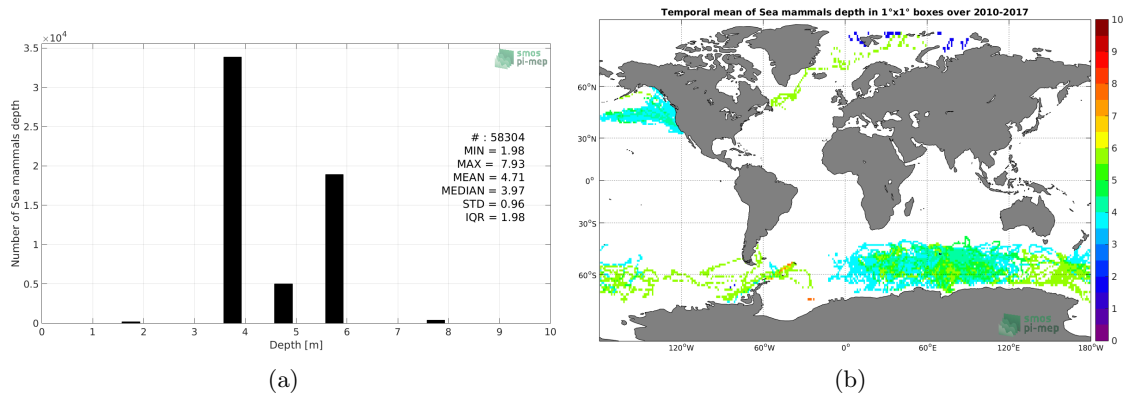 smos
pi-mep
3.5
3
2.5
2
1.5
1
0.5
0
×10⁴
Number of Sea mammals depth
# : 58304
MIN = 1.98
MAX = 7.93
MEAN = 4.71
MEDIAN = 3.97
STD = 0.96
IQR = 1.98
0 1 2 3 4 5 6 7 8 9 10
Depth [m]
(a)
Temporal mean of Sea mammals depth in 1°x1° boxes over 2010-2017
60°N
30°N
0°
30°S
60°S
120°W 60°W 0° 60°E 120°E 180°W
smos
pi-mep
10
9
8
7
6
5
4
3
2
1
0
(b)